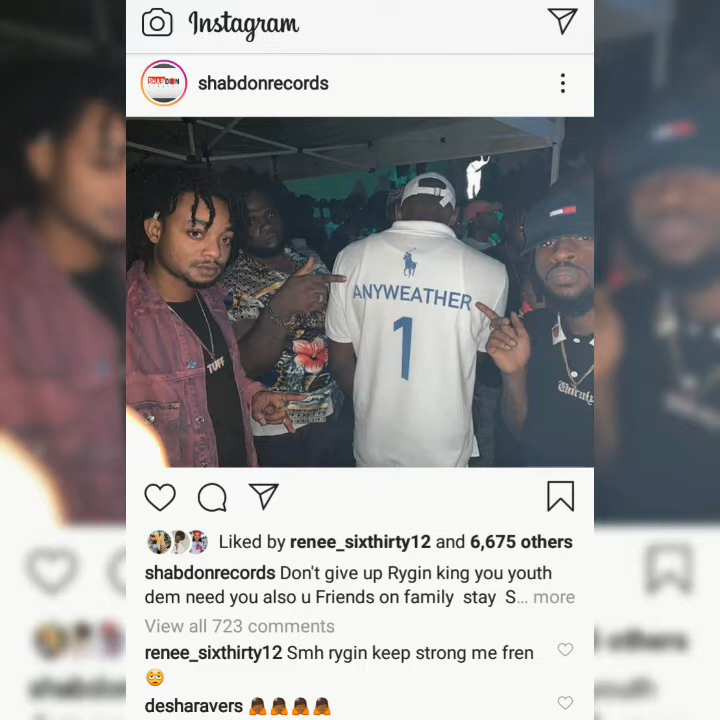 Instagram
SHABDON
shabdonrecords
ANYWEATHER
1
TUFF
Liked by renee_sixthirty12 and 6,675 others
shabdonrecords Don't give up Rygin king you youth
dem need you also u Friends on family stay S... more
View all 723 comments
renee_sixthirty12 Smh rygin keep strong me fren
🥺
desharavers 🙇🏾🙇🏾🙇🏾🙇🏾